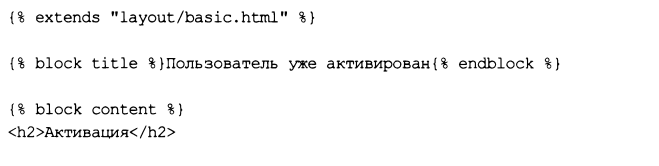 {% extends "layout/basic.html" %}
{% block title %}Пользователь уже активирован{% endblock %}
{% block content %}
<h2>Активация</h2>